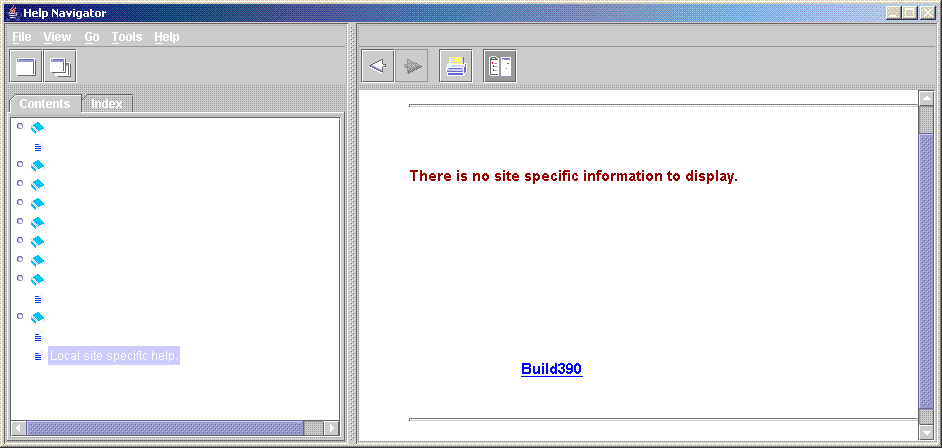 Help Navigator
File View Go Tools Help
Contents Index
Local site specific help.
There is no site specific information to display.
Build390